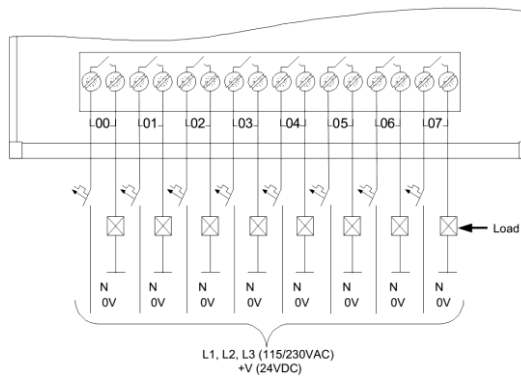 00 01 02 03 04 05 06 07
Load
N N N N N N N N
0V 0V 0V 0V 0V 0V 0V 0V
L1, L2, L3 (115/230VAC)
+V (24VDC)